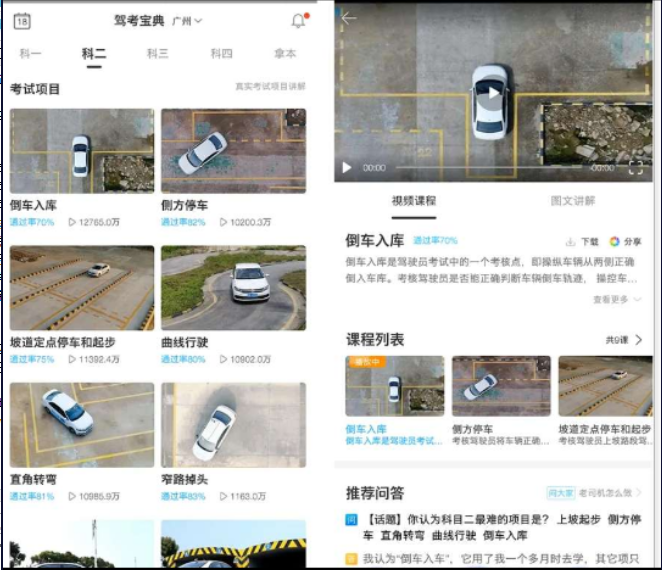 18
驾考宝典 广州
科一 科二 科三 科四 拿本
考试项目 真实考试项目讲解
倒车入库
通过率70% 12765.0万
侧方停车
通过率82% 10200.3万
坡道定点停车和起步
通过率75% 11392.4万
曲线行驶
通过率80% 10902.0万
直角转弯
通过率81% 10985.9万
窄路掉头
通过率83% 1163.0万
00:00 -00:00
视频课程 图文讲解
倒车入库 通过率70% 下载 分享
倒车入库是驾驶员考试中的一个考核点，即操纵车辆从两侧正确
倒入车库。考核驾驶员是否能正确判断车辆倒车轨迹， 操控车...
查看更多
课程列表 共9课
播放中
倒车入库
倒车入库是驾驶员考试...
侧方停车
考核驾驶员将车辆正确...
坡道定点停车和起步
考核驾驶员上坡路段驾...
推荐问答 问大家 老司机怎么做
问 【话题】你认为科目二最难的项目是? 上坡起步 侧方停
车 直角转弯 曲线行驶 倒车入库
我认为“倒车入车”，它用了我一个多月时去学，其它项只